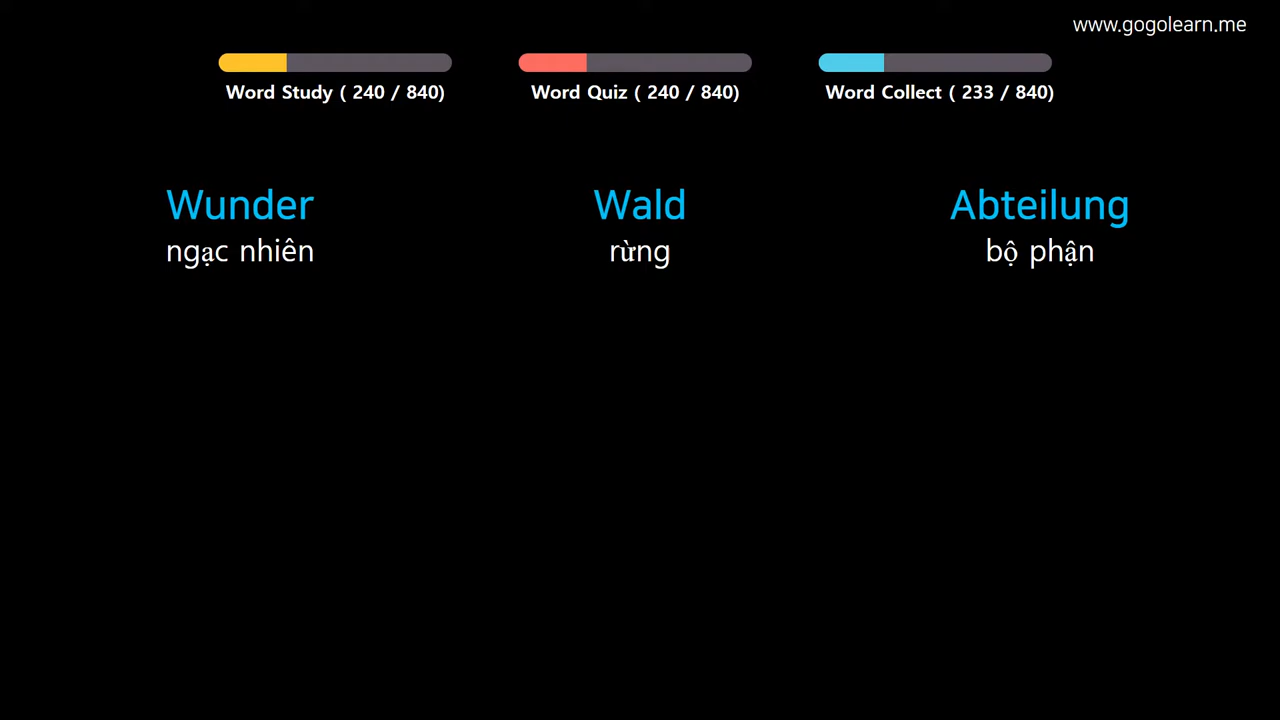 www.gogolearn.me
Word Study ( 240 / 840)
Word Quiz ( 240 / 840)
Word Collect ( 233 / 840)
Wunder
ngạc nhiên
Wald
rừng
Abteilung
bộ phận